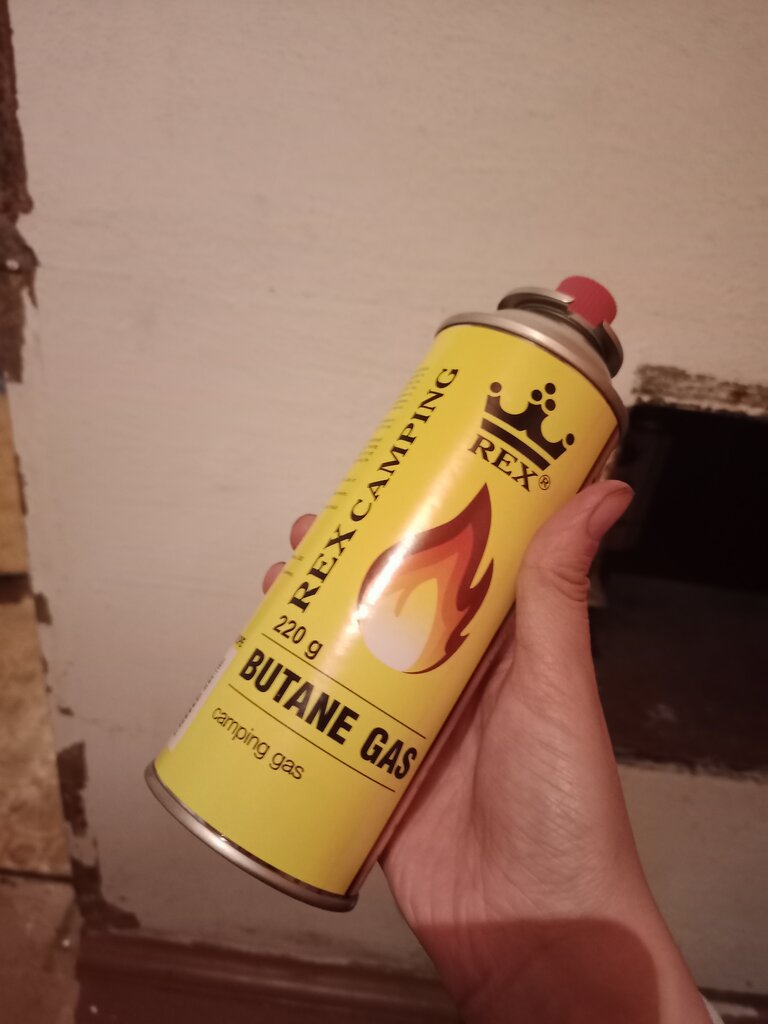 REX®
REX CAMPING
220 g
BUTANE GAS
camping gas